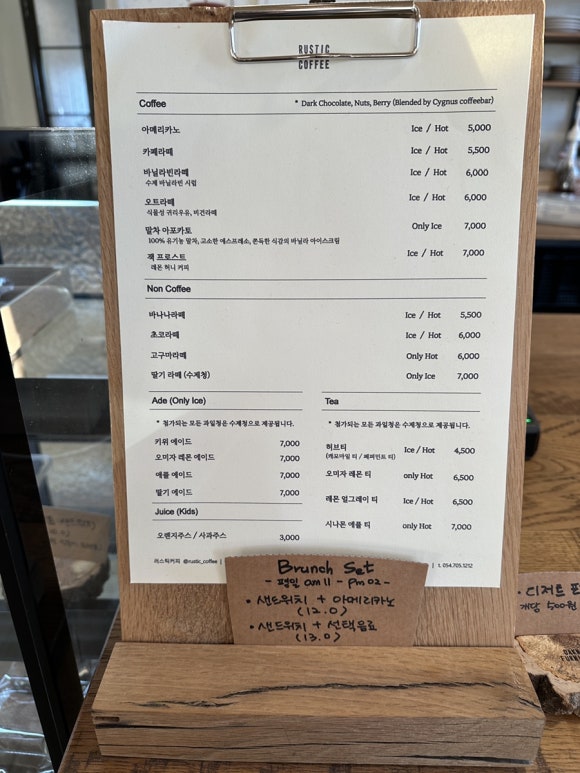 RUSTIC
COFFEE
Coffee * Dark Chocolate, Nuts, Berry (Blended by Cygnus coffeebar)
아메리카노 Ice / Hot 5,000
카페라떼 Ice / Hot 5,500
바닐라빈라떼 Ice / Hot 6,000
수제 바닐라빈 시럽
오트라떼 Ice / Hot 6,000
식물성 귀리우유, 비건라떼
말차 아포카토 Only Ice 7,000
100% 유기농 말차, 고소한 에스프레소, 쫀득한 식감의 바닐라 아이스크림
잭 프로스트 Ice / Hot 7,000
레몬 허니 커피
Non Coffee
바나나라떼 Ice / Hot 5,500
초코라떼 Ice / Hot 6,000
고구마라떼 Only Hot 6,000
딸기 라떼 (수제청) Only Ice 7,000
Ade (Only Ice)
* 첨가되는 모든 과일청은 수제청으로 제공됩니다.
키위 에이드 7,000
오미자 레몬 에이드 7,000
애플 에이드 7,000
딸기 에이드 7,000
Juice (Kids)
오렌지주스 / 사과주스 3,000
Tea
* 첨가되는 모든 과일청은 수제청으로 제공됩니다.
허브티 Ice / Hot 4,500
(캐모마일 티 / 페퍼민트 티)
오미자 레몬 티 only Hot 6,500
레몬 얼그레이 티 Ice / Hot 6,500
시나몬 애플 티 only Hot 7,000
러스틱커피 @rustic_coffee | | t. 054.705.1212
Brunch Set
- 평일 am 11 - pm 02 -
• 샌드위치 + 아메리카노
(12.0)
• 샌드위치 + 선택음료
(13.0)
• 디저트
개당 500원